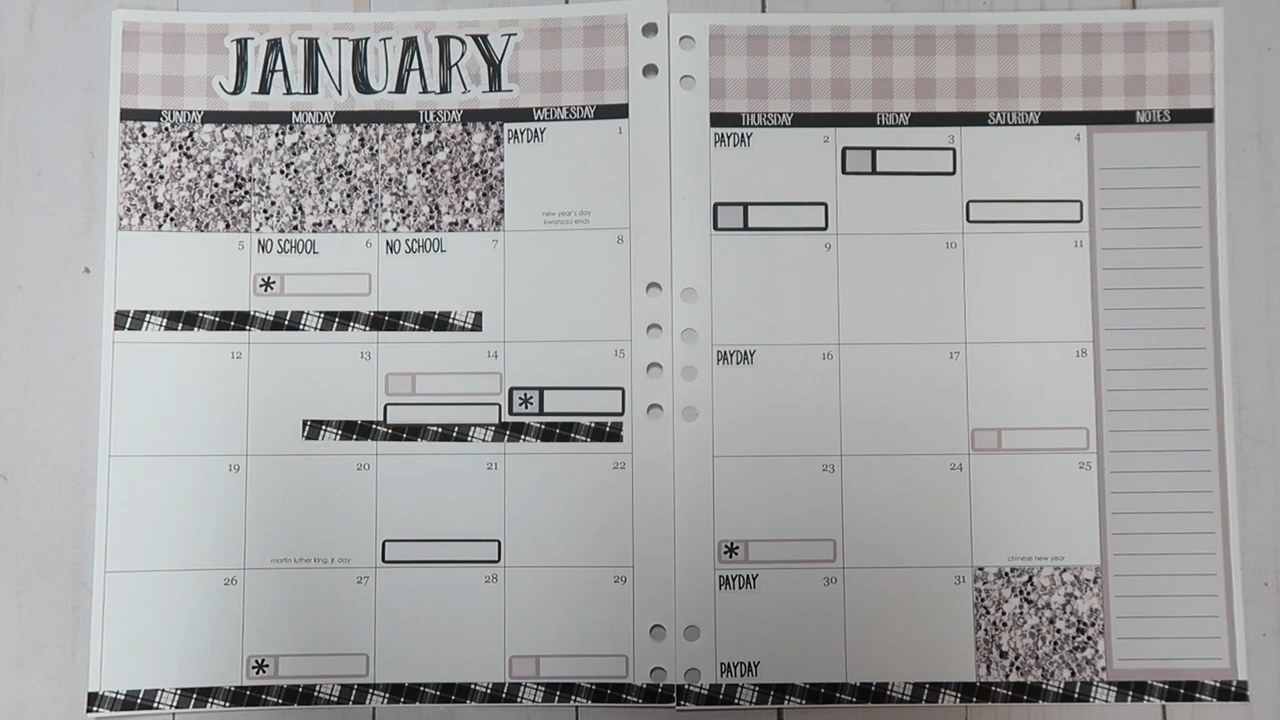 JANUARY
SUNDAY MONDAY TUESDAY WEDNESDAY THURSDAY FRIDAY SATURDAY NOTES
PAYDAY 1 PAYDAY 2 3 4
new year's day
kwanzaa ends
5 NO SCHOOL 6 NO SCHOOL 7 8 9 10 11
*
12 13 14 15 PAYDAY 16 17 18
*
19 20 21 22 23 24 25
martin luther king, jr. day
*
chinese new year
26 27 28 29 PAYDAY 30 31
*
PAYDAY